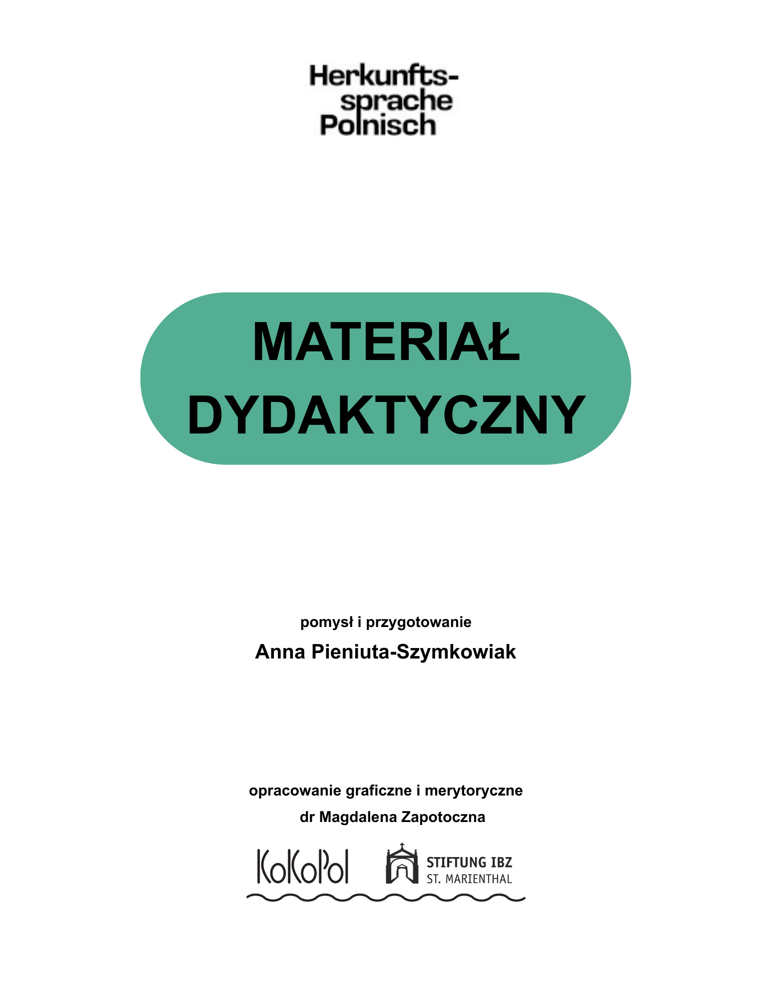 Herkunfts-
sprache
Polnisch
MATERIAŁ
DYDAKTYCZNY
pomysł i przygotowanie
Anna Pieniuta-Szymkowiak
opracowanie graficzne i merytoryczne
dr Magdalena Zapotoczna
KoKoPol
STIFTUNG IBZ
ST. MARIENTHAL